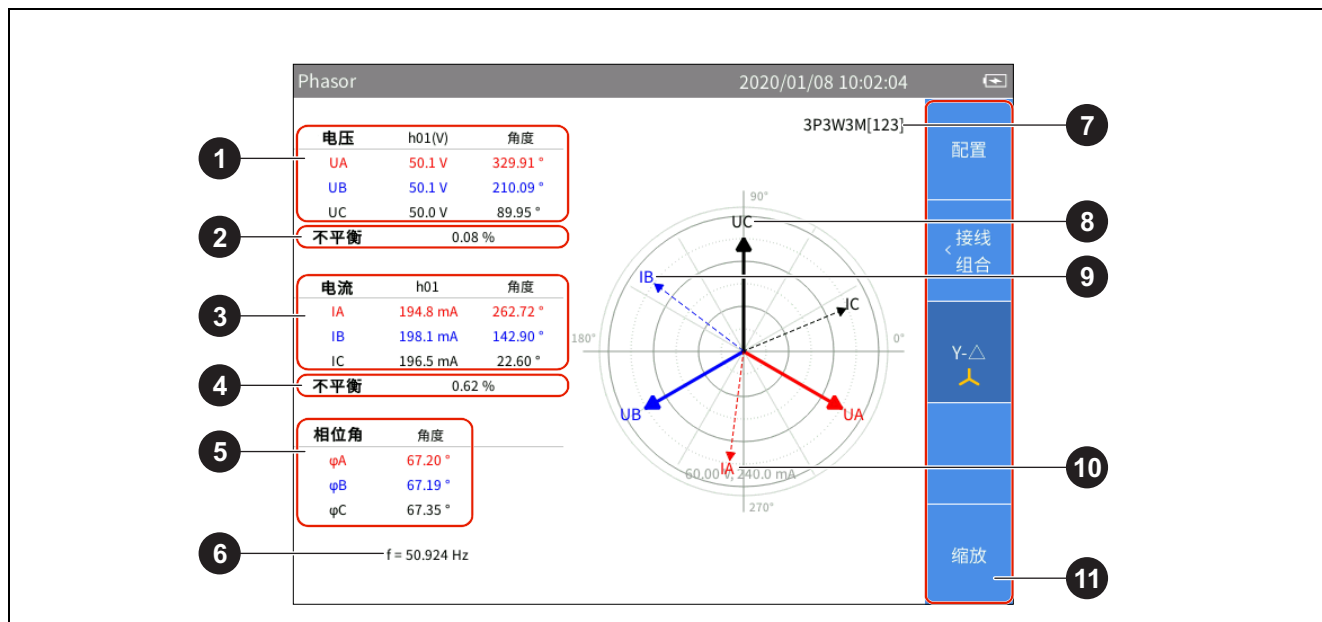 Phasor 2020/01/08 10:02:04
3P3W3M[123]
7
配置
1
电压 h01(V) 角度
UA 50.1 V 329.91 °
UB 50.1 V 210.09 °
UC 50.0 V 89.95 °
2
不平衡 0.08 %
90°
UC
8
< 接线
组合
3
电流 h01 角度
IA 194.8 mA 262.72 °
IB 198.1 mA 142.90 °
IC 196.5 mA 22.60 °
IB
9
IC
180°
0°
Y-△
4
不平衡 0.62 %
UB
UA
5
相位角 角度
φA 67.20 °
φB 67.19 °
φC 67.35 °
IA
10
60.00 V, 240.0 mA
270°
6
f = 50.924 Hz
缩放
11